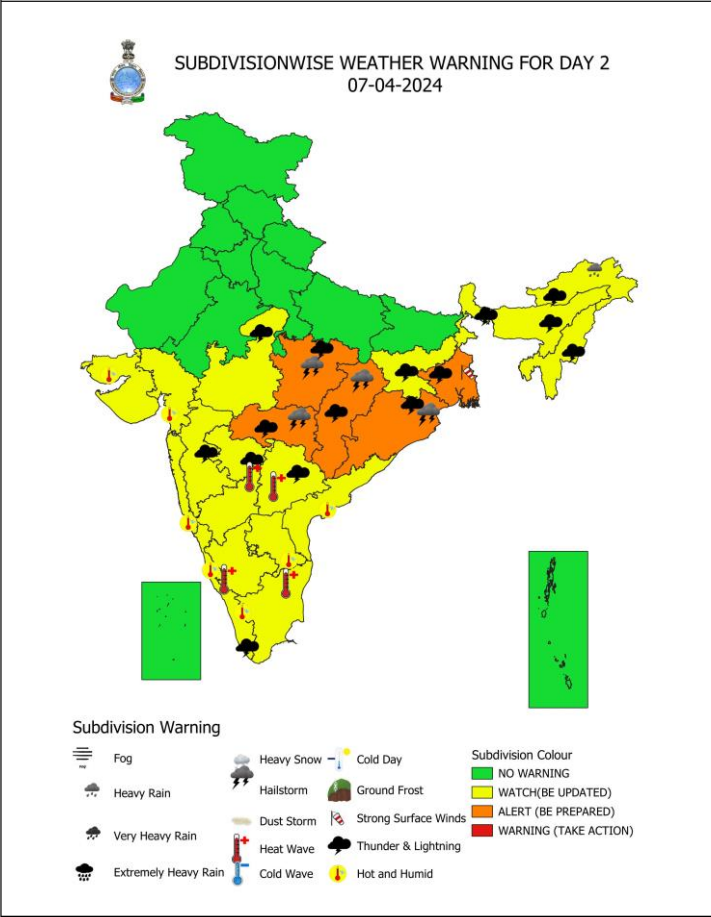 SUBDIVISIONWISE WEATHER WARNING FOR DAY 2
07-04-2024
Subdivision Warning
Fog
Heavy Rain
Very Heavy Rain
Extremely Heavy Rain
Heavy Snow
Hailstorm
Dust Storm
Heat Wave
Cold Wave
Cold Day
Ground Frost
Strong Surface Winds
Thunder & Lightning
Hot and Humid
Subdivision Colour
NO WARNING
WATCH(BE UPDATED)
ALERT (BE PREPARED)
WARNING (TAKE ACTION)